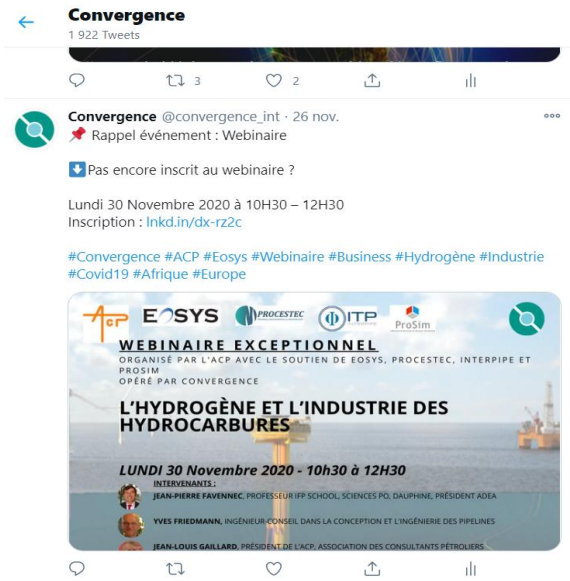 Convergence
1 922 Tweets
3
2
Convergence @convergence_int · 26 nov.
Rappel événement : Webinaire
Pas encore inscrit au webinaire ?
Lundi 30 Novembre 2020 à 10H30 – 12H30
Inscription : lnkd.in/dx-rz2c
#Convergence #ACP #Eosys #Webinaire #Business #Hydrogène #Industrie
#Covid19 #Afrique #Europe
ACP EOSYS PROCESTEC ITP ProSim
WEBINAIRE EXCEPTIONNEL
ORGANISÉ PAR L'ACP AVEC LE SOUTIEN DE EOSYS, PROCESTEC, INTERPIPE ET
PROSIM
OPÉRÉ PAR CONVERGENCE
L'HYDROGÈNE ET L'INDUSTRIE DES
HYDROCARBURES
LUNDI 30 Novembre 2020 - 10h30 à 12H30
INTERVENANTS :
JEAN-PIERRE FAVENNEC, PROFESSEUR IFP SCHOOL, SCIENCES PO, DAUPHINE, PRÉSIDENT ADEA
YVES FRIEDMANN, INGÉNIEUR-CONSEIL DANS LA CONCEPTION ET L'INGÉNIERIE DES PIPELINES
JEAN-LOUIS GAILLARD, PRÉSIDENT DE L'ACP, ASSOCIATION DES CONSULTANTS PÉTROLIERS